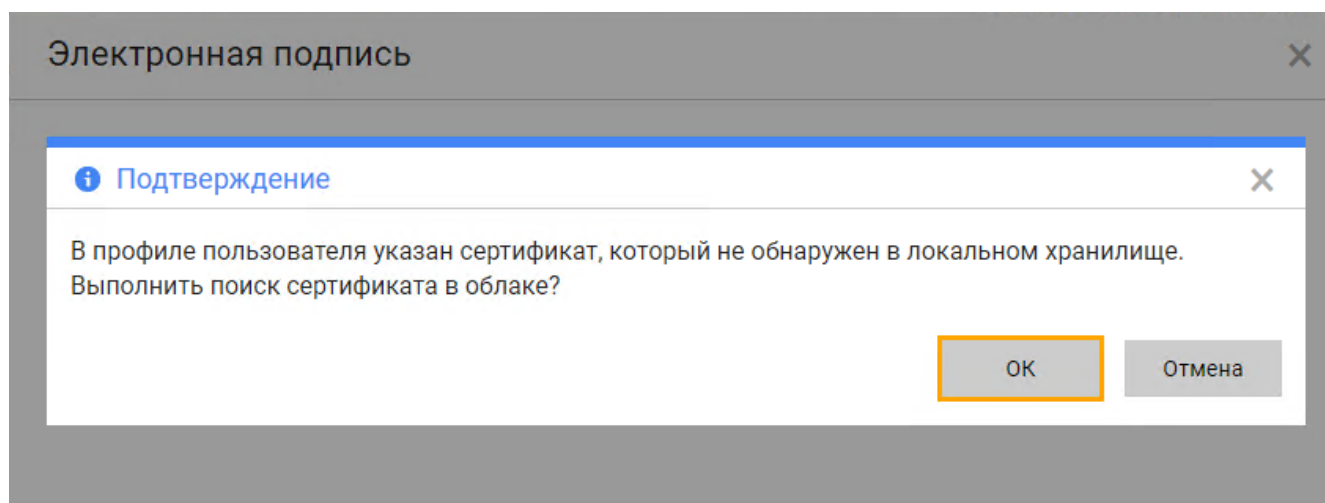 Электронная подпись
Подтверждение
В профиле пользователя указан сертификат, который не обнаружен в локальном хранилище.
Выполнить поиск сертификата в облаке?
ОК
Отмена